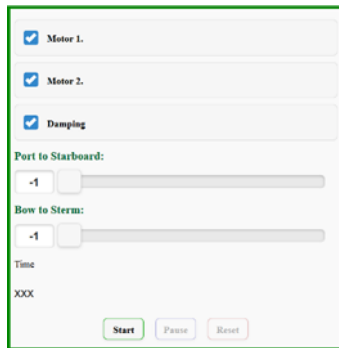 Motor 1.
Motor 2.
Damping
Port to Starboard:
-1
Bow to Sterm:
-1
Time
XXX
Start Pause Reset